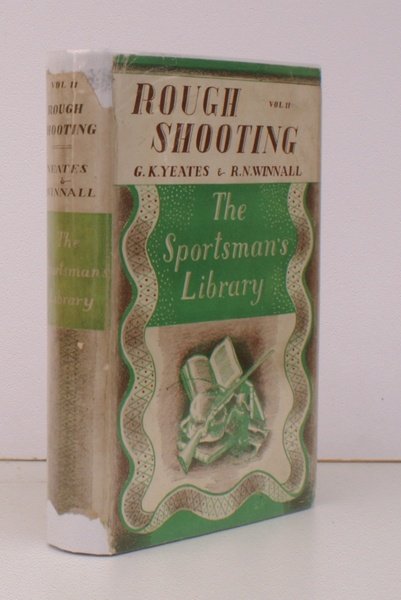 VOL II
ROUGH
SHOOTING
YEATES
&
WINNALL
The
Sportsman's
Library
ROUGH VOL II
SHOOTING
G.K.YEATES & R.N.WINNALL
The
Sportsman's
Library